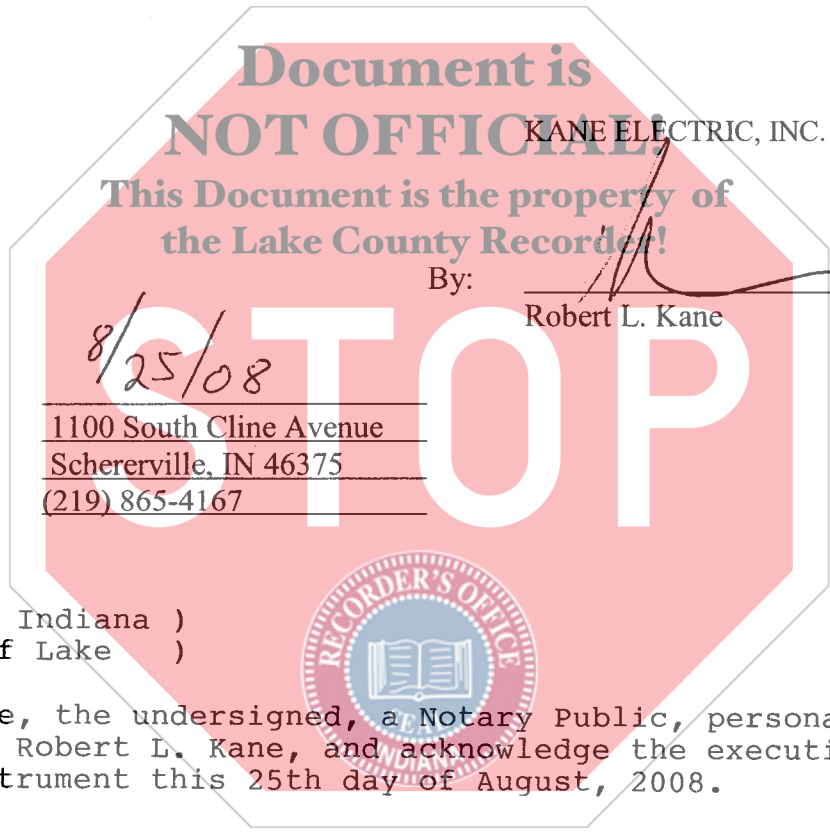 Document is
NOT OFFICIAL!
KANE ELECTRIC, INC.
This Document is the property of
the Lake County Recorder!
By:
Robert L. Kane
STOP
8/25/08
1100 South Cline Avenue
Schererville, IN 46375
(219) 865-4167
RECORDER'S OFFICE
SEAL
INDIANA
Indiana )
f Lake )
e, the undersigned, a Notary Public, persona
Robert L. Kane, and acknowledge the executi
trument this 25th day of August, 2008.